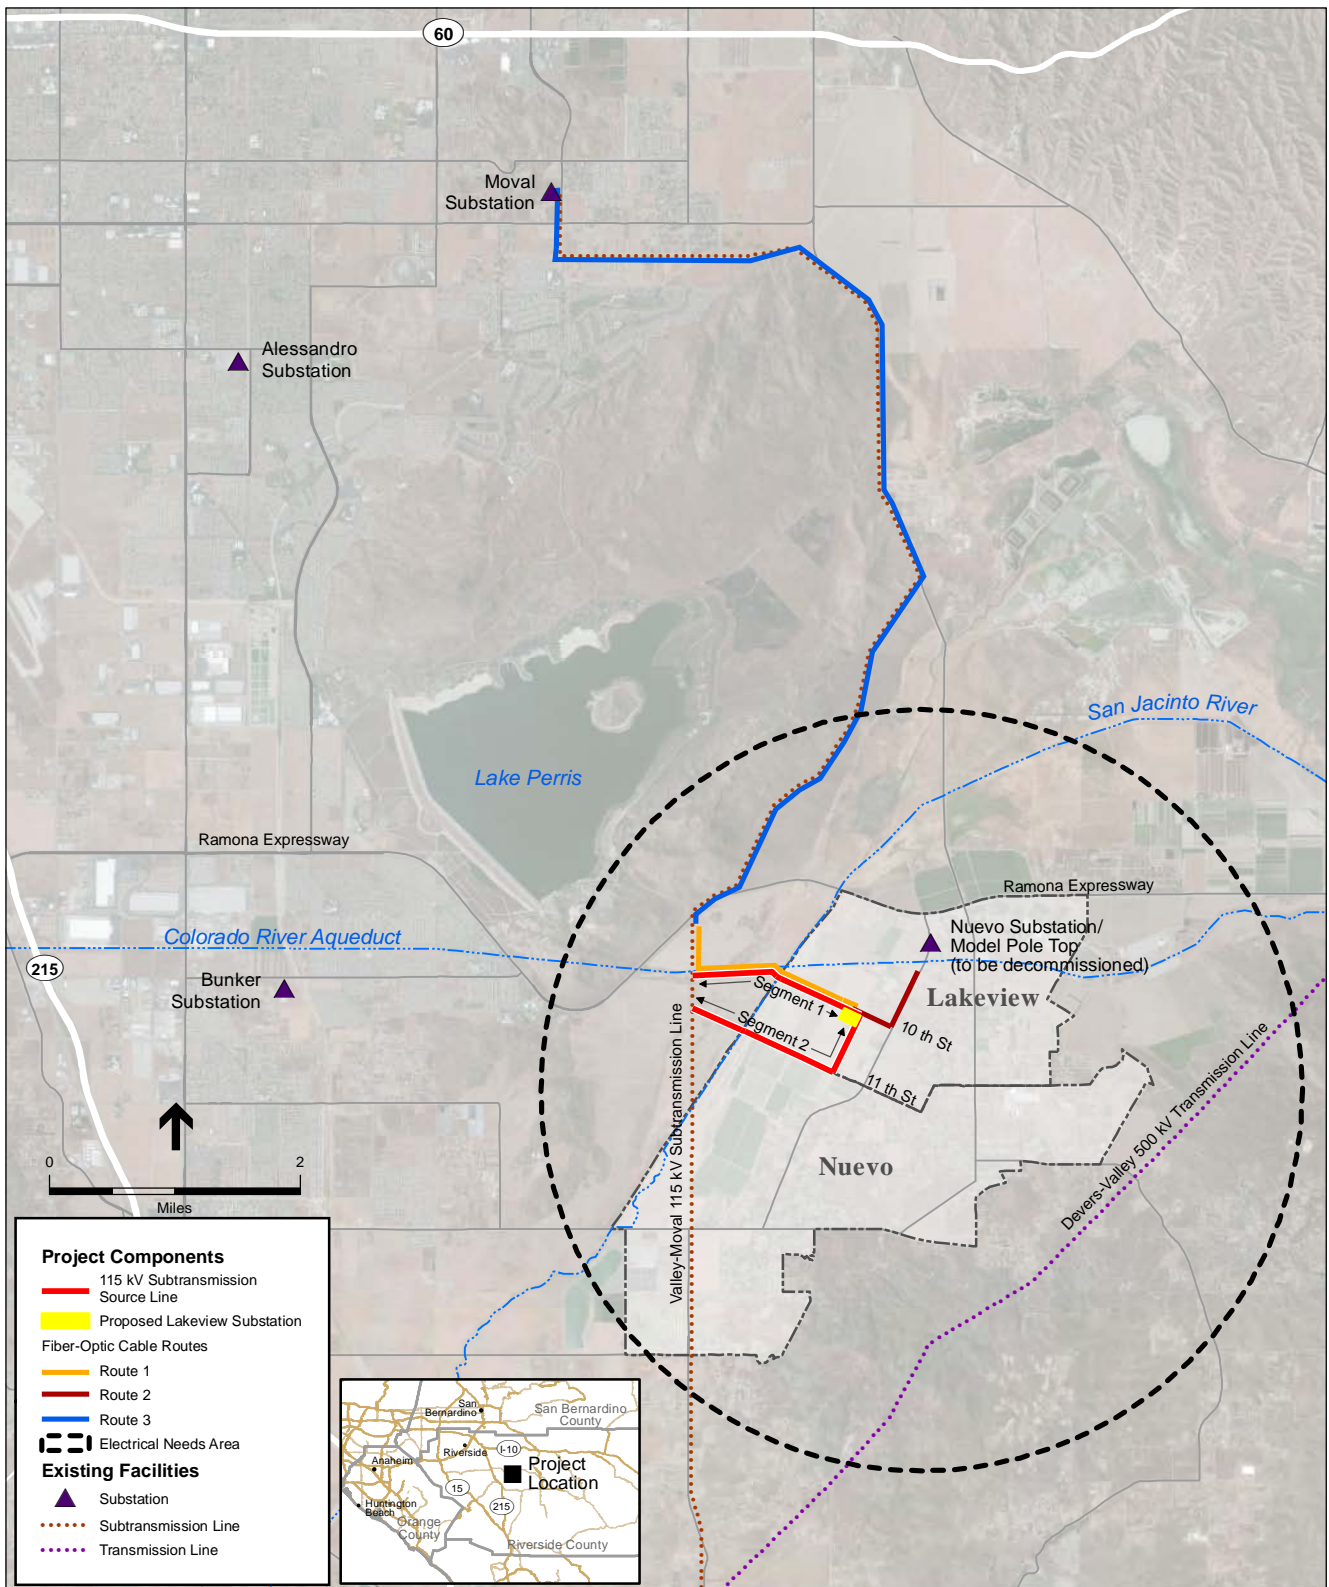 60
Moval
Substation
Alessandro
Substation
San Jacinto River
Lake Perris
Ramona Expressway
Ramona Expressway
Nuevo Substation/
Model Pole Top
(to be decommissioned)
Colorado River Aqueduct
215
Bunker
Substation
Lakeview
Segment 1
Segment 2
10 th St
11 th St
Valley-Moval 115 kV Subtransmission Line
Devers-Valley 500 kV Transmission Line
Nuevo
0
2
Miles
Project Components
115 kV Subtransmission
Source Line
Proposed Lakeview Substation
Fiber-Optic Cable Routes
Route 1
Route 2
Route 3
Electrical Needs Area
Existing Facilities
Substation
Subtransmission Line
Transmission Line
San
Bernardino
San Bernardino
County
Riverside
I-10
Anaheim
Project
Location
15
215
Huntington
Beach
Orange
County
Riverside County